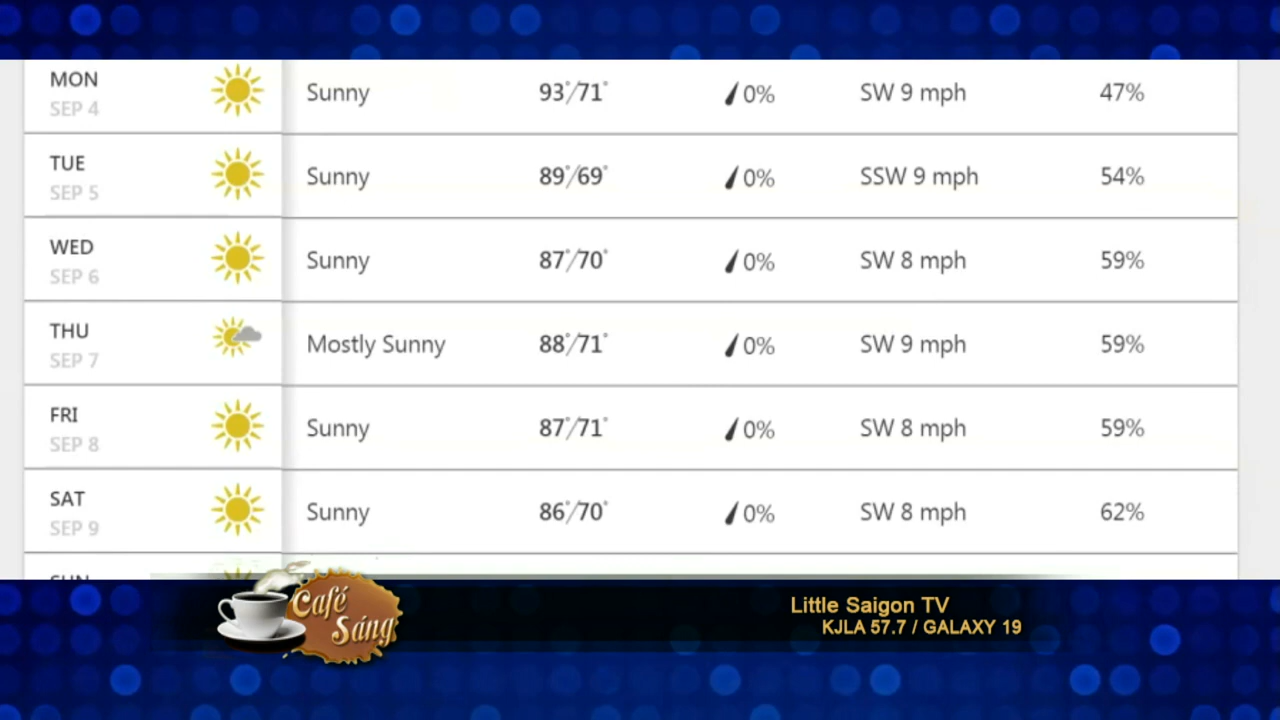 MON
SEP 4
Sunny 93°/71° 0% SW 9 mph 47%
TUE
SEP 5
Sunny 89°/69° 0% SSW 9 mph 54%
WED
SEP 6
Sunny 87°/70° 0% SW 8 mph 59%
THU
SEP 7
Mostly Sunny 88°/71° 0% SW 9 mph 59%
FRI
SEP 8
Sunny 87°/71° 0% SW 8 mph 59%
SAT
SEP 9
Sunny 86°/70° 0% SW 8 mph 62%
Café
Sáng
Little Saigon TV
KJLA 57.7 / GALAXY 19